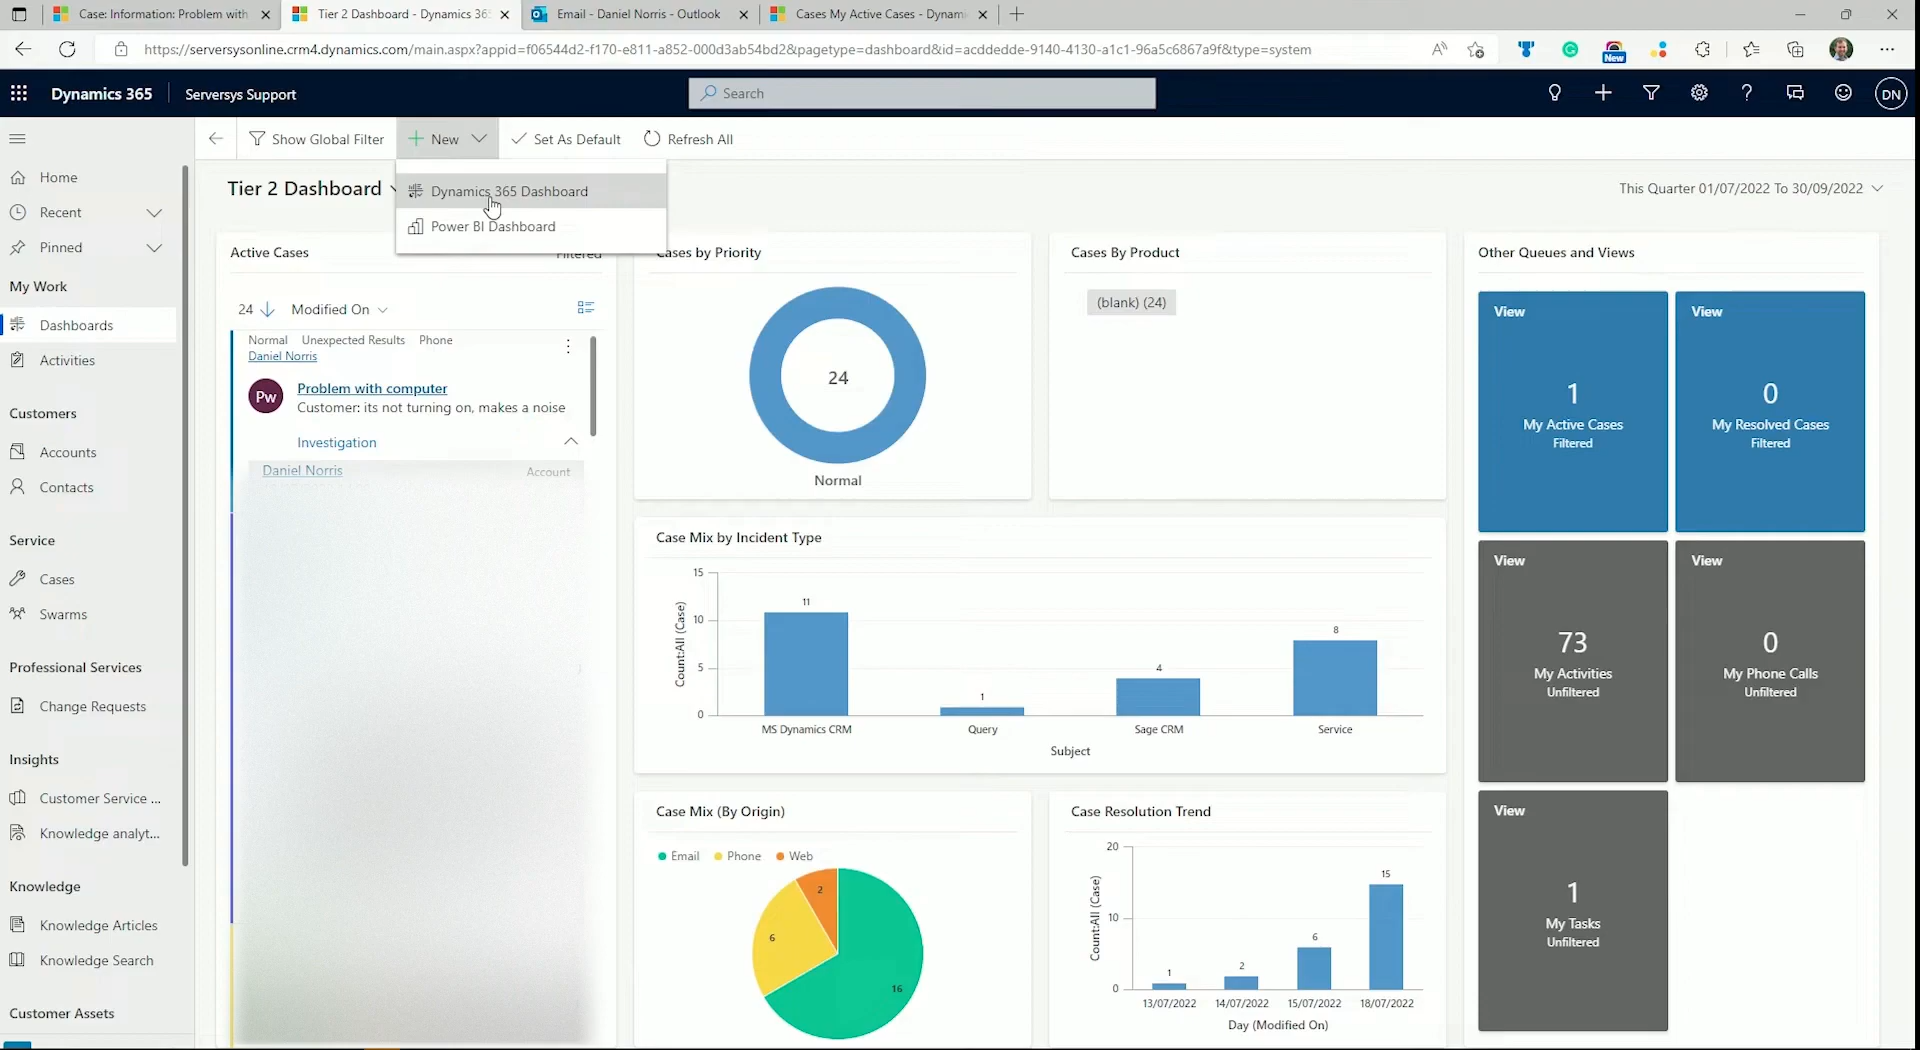 Case: Information: Problem with
Tier 2 Dashboard - Dynamics 365
Email - Daniel Norris - Outlook
Cases My Active Cases - Dynami
https://serversysonline.crm4.dynamics.com/main.aspx?appid=f06544d2-f170-e811-a852-000d3ab54bd2&pagetype=dashboard&id=acddedde-9140-4130-a1c1-96a5c6867a9f&type=system
New
Dynamics 365
Serversys Support
Search
DN
Show Global Filter
New
Set As Default
Refresh All
Home
Recent
Pinned
My Work
Dashboards
Activities
Customers
Accounts
Contacts
Service
Cases
Swarms
Professional Services
Change Requests
Insights
Customer Service ...
Knowledge analyt...
Knowledge
Knowledge Articles
Knowledge Search
Customer Assets
Tier 2 Dashboard
Dynamics 365 Dashboard
Power BI Dashboard
This Quarter 01/07/2022 To 30/09/2022
Active Cases
Filtered
24
Modified On
Normal Unexpected Results Phone
Daniel Norris
Pw
Problem with computer
Customer: its not turning on, makes a noise
Investigation
Daniel Norris
Account
Cases by Priority
24
Normal
Cases By Product
(blank) (24)
Case Mix by Incident Type
Count:All (Case)
15
10
5
0
11
1
4
8
MS Dynamics CRM
Query
Sage CRM
Service
Subject
Case Mix (By Origin)
Email
Phone
Web
2
6
16
Case Resolution Trend
Count:All (Case)
20
10
0
1
2
6
15
13/07/2022
14/07/2022
15/07/2022
18/07/2022
Day (Modified On)
Other Queues and Views
View
1
My Active Cases
Filtered
View
0
My Resolved Cases
Filtered
View
73
My Activities
Unfiltered
View
0
My Phone Calls
Unfiltered
View
1
My Tasks
Unfiltered